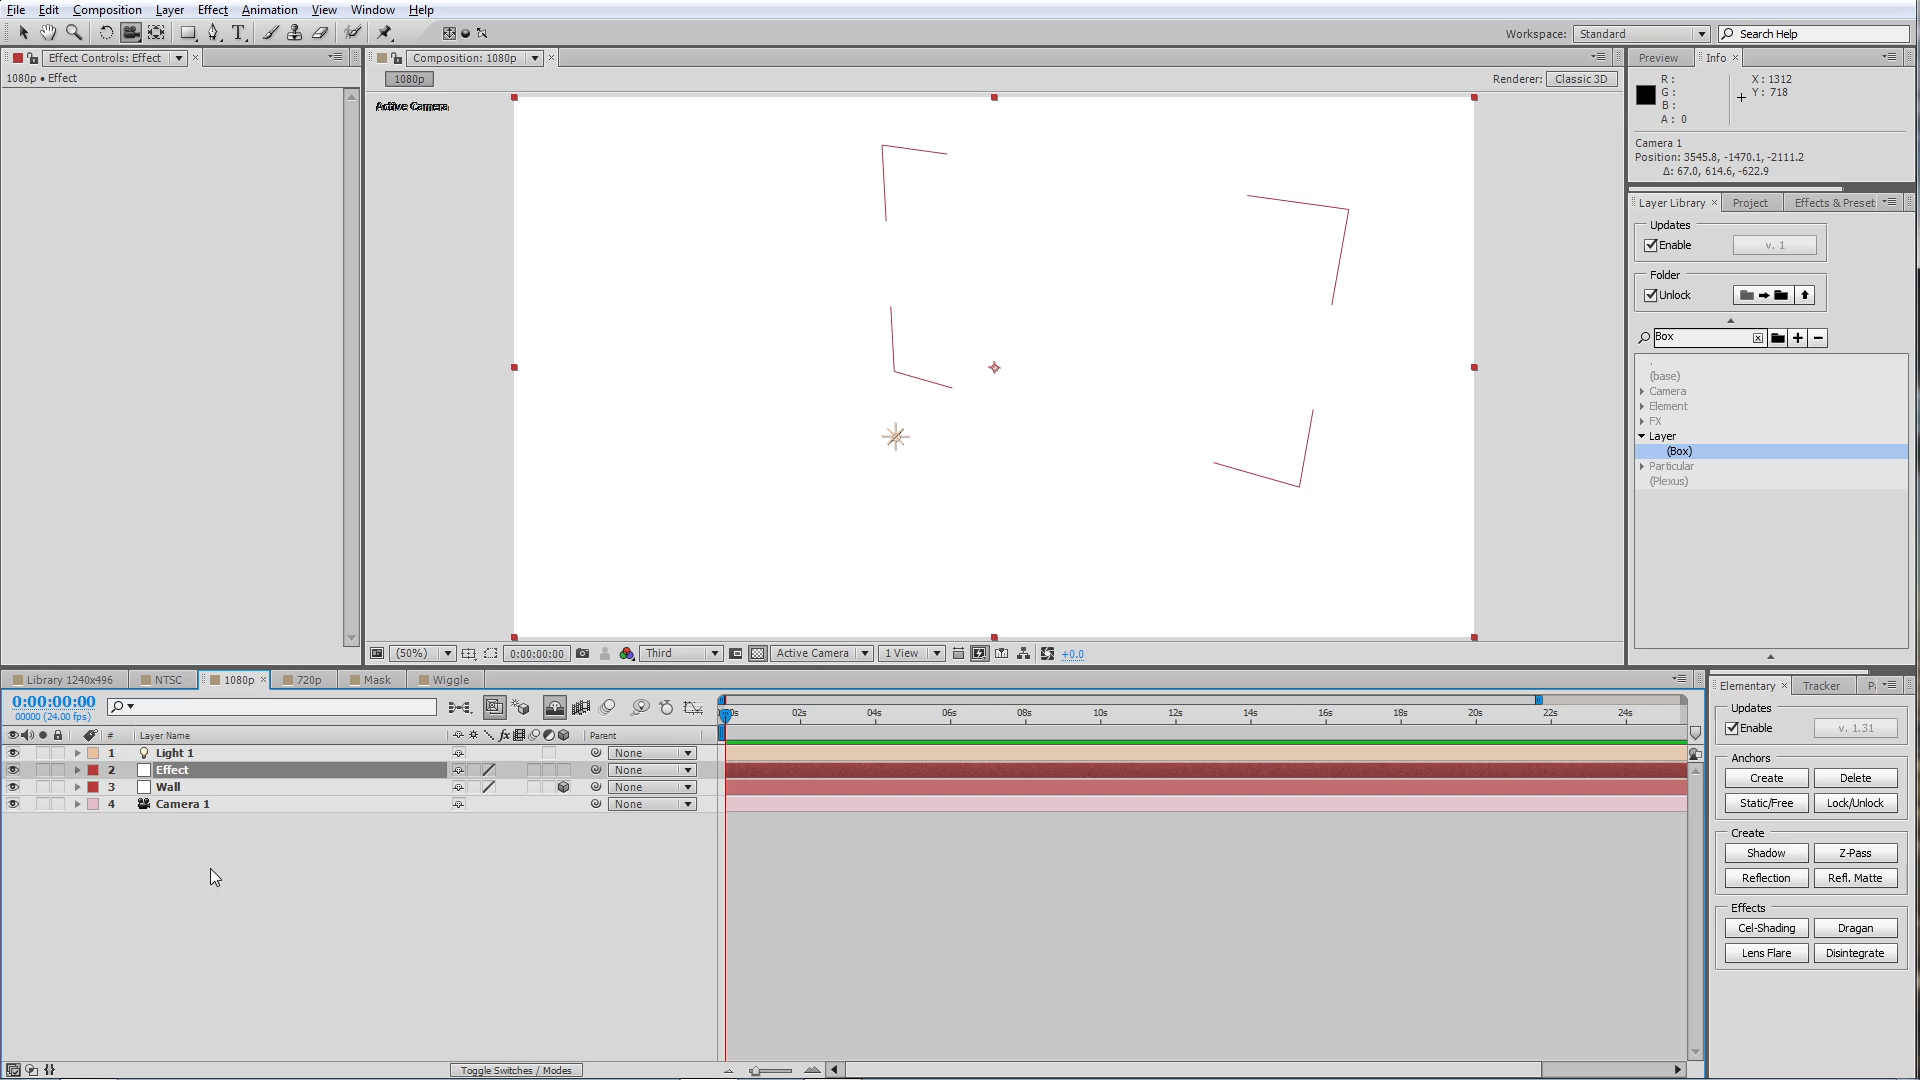 File Edit Composition Layer Effect Animation View Window Help
Workspace: Standard Search Help
Effect Controls: Effect
1080p • Effect
Composition: 1080p
1080p
Renderer: Classic 3D
Active Camera
Preview Info
R :
G :
B :
A : 0
X : 1312
Y : 718
Camera 1
Position: 3545.8, -1470.1, -2111.2
Δ: 67.0, 614.6, -622.9
Layer Library Project Effects & Preset
Updates
Enable v. 1
Folder
Unlock
Box
(base)
Camera
Element
FX
Layer
(Box)
Particular
(Plexus)
(50%) 0:00:00:00 Third Active Camera 1 View +0.0
Library 1240x496 NTSC 1080p 720p Mask Wiggle
0:00:00:00
00000 (24.00 fps)
02s 04s 06s 08s 10s 12s 14s 16s 18s 20s 22s 24s
# Layer Name fx Parent
1 Light 1 None
2 Effect None
3 Wall None
4 Camera 1 None
Toggle Switches / Modes
Elementary Tracker
Updates
Enable v. 1.31
Anchors
Create Delete
Static/Free Lock/Unlock
Create
Shadow Z-Pass
Reflection Refl. Matte
Effects
Cel-Shading Dragan
Lens Flare Disintegrate